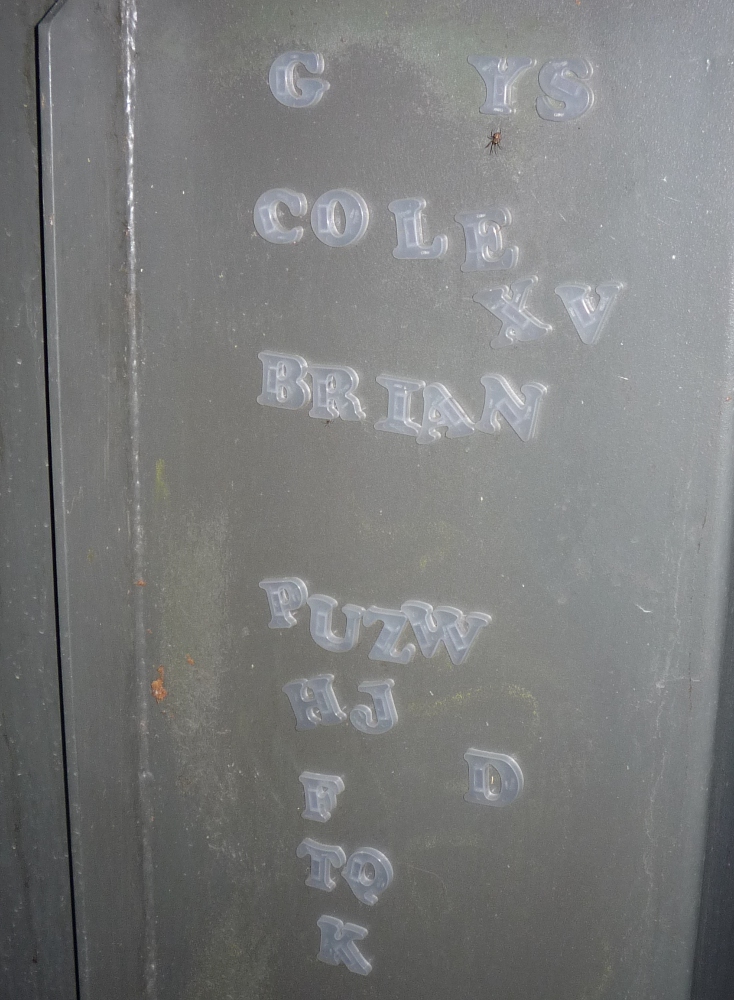 G YS
COLE
XV
BRIAN
PUZW
HJ
F D
TQ
K